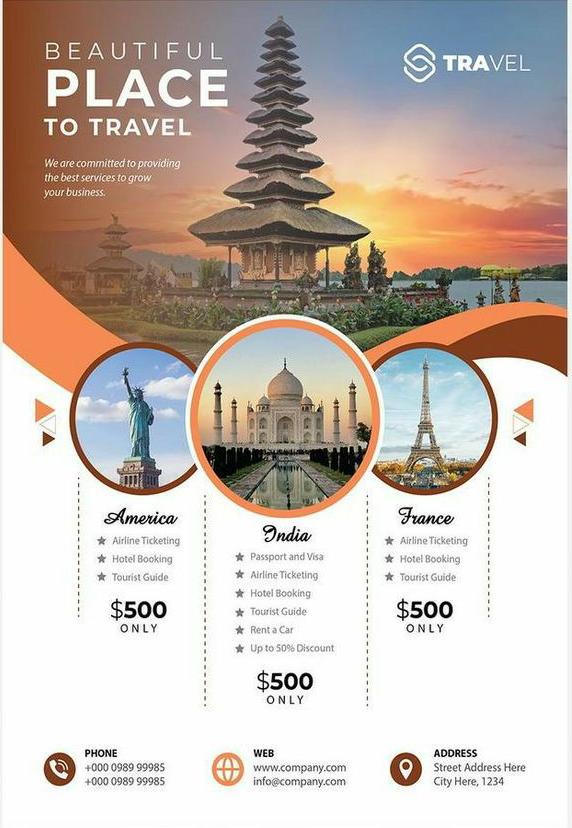 BEAUTIFUL
PLACE
TO TRAVEL
We are committed to providing
the best services to grow
your business.
TRAVEL
America
Airline Ticketing
Hotel Booking
Tourist Guide
$500
ONLY
India
Passport and Visa
Airline Ticketing
Hotel Booking
Tourist Guide
Rent a Car
Up to 50% Discount
$500
ONLY
France
Airline Ticketing
Hotel Booking
Tourist Guide
$500
ONLY
PHONE
+000 0989 99985
+000 0989 99985
WEB
www.company.com
info@company.com
ADDRESS
Street Address Here
City Here, 1234